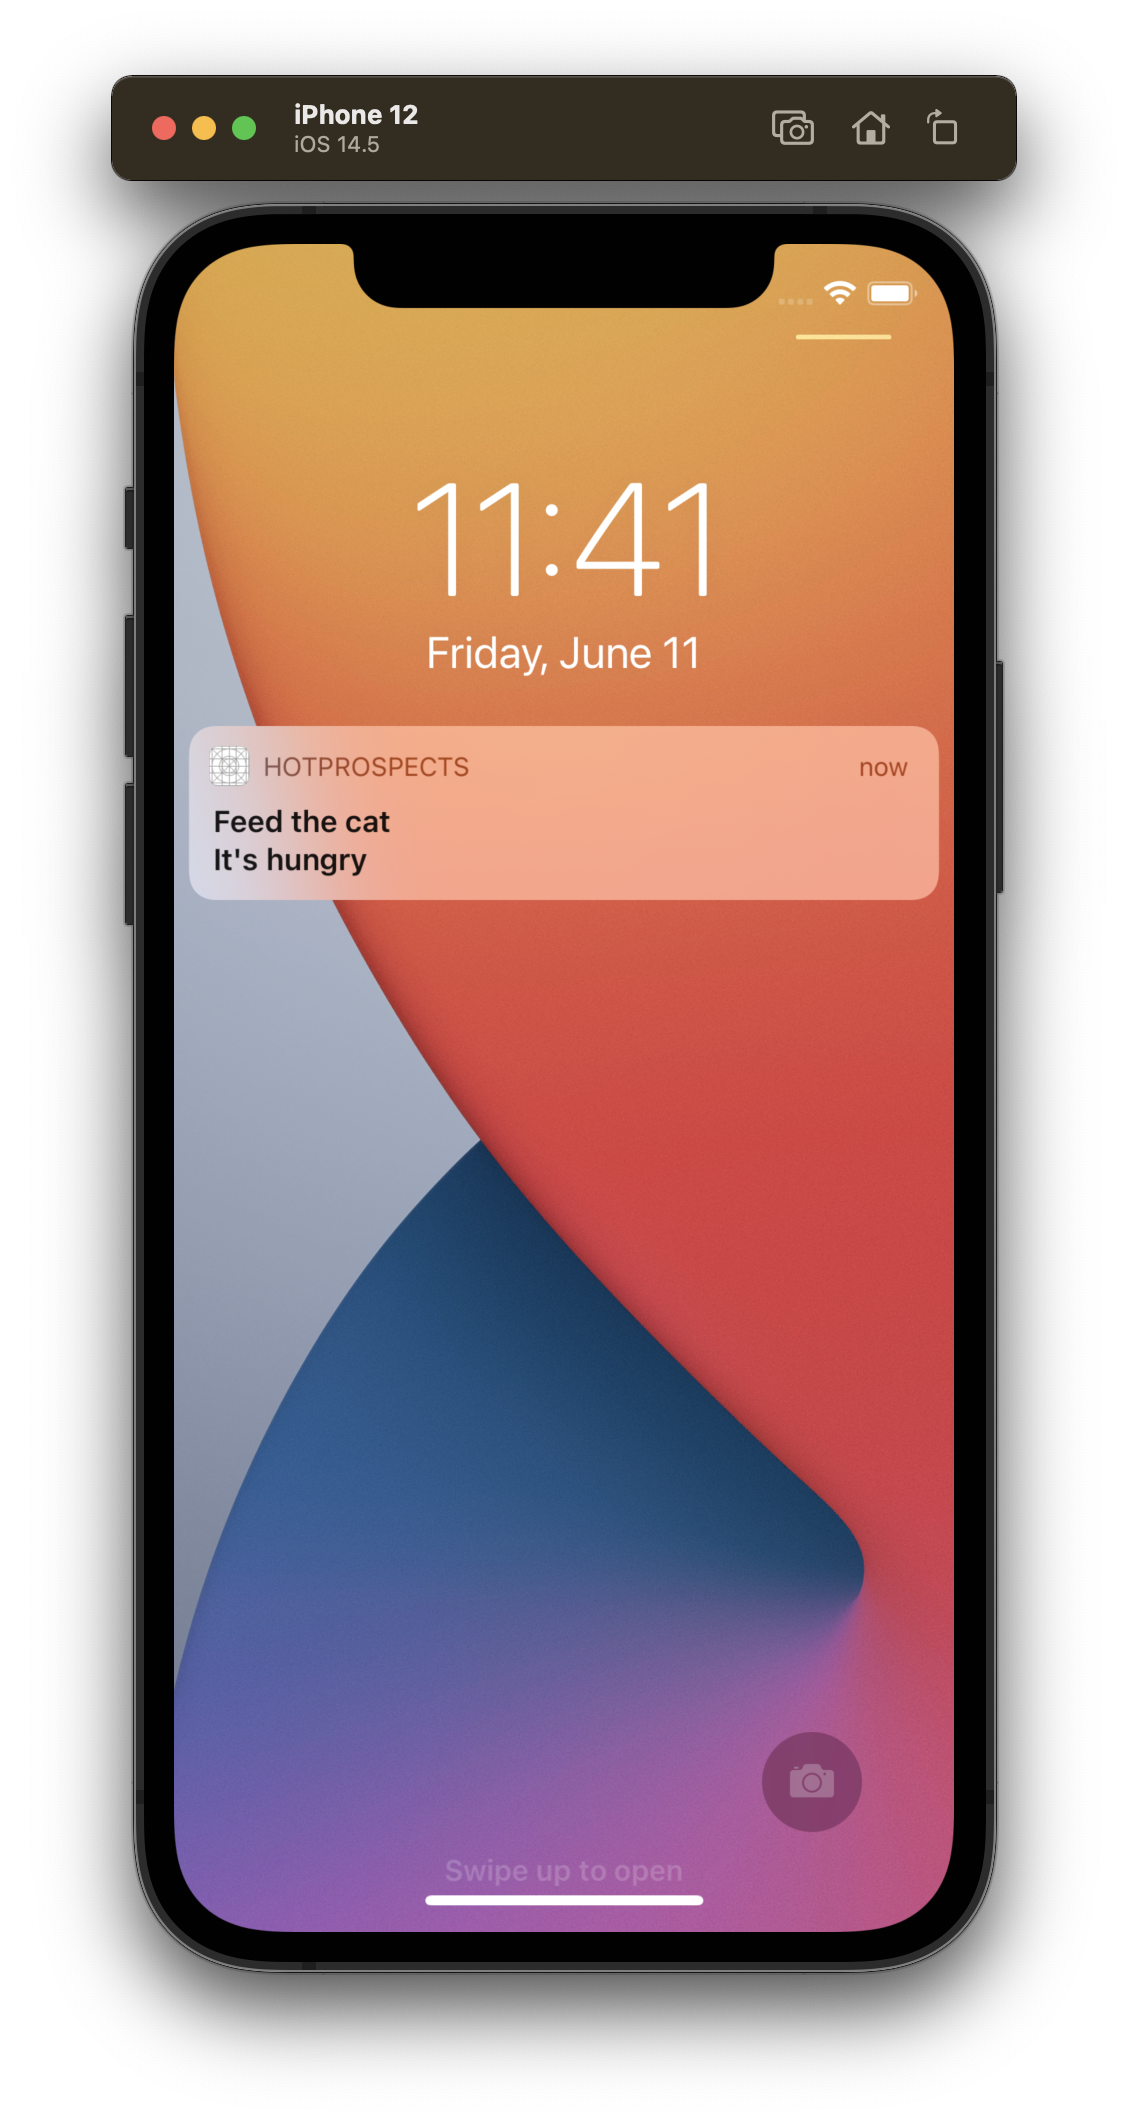 iPhone 12
iOS 14.5
11:41
Friday, June 11
HOTPROSPECTS now
Feed the cat
It's hungry
Swipe up to open